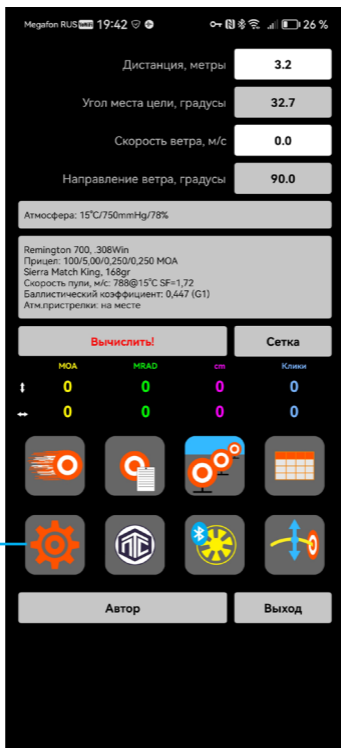 Megafon RUS 19:42 26 %
Дистанция, метры 3.2
Угол места цели, градусы 32.7
Скорость ветра, м/с 0.0
Направление ветра, градусы 90.0
Атмосфера: 15°C/750mmHg/78%
Remington 700, .308Win
Прицел: 100/5,00/0,250/0,250 MOA
Sierra Match King, 168gr
Скорость пули, м/с: 788@15°C SF=1,72
Баллистический коэффициент: 0,447 (G1)
Атм.пристрелки: на месте
Вычислить! Сетка
MOA MRAD cm Клики
0 0 0 0
0 0 0 0
Автор Выход